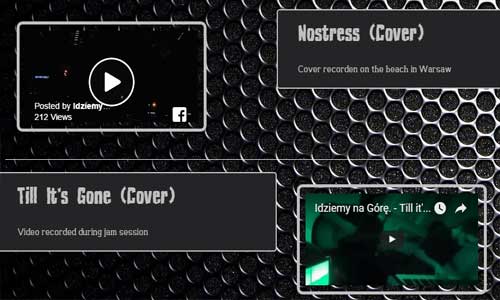 Nostress (Cover)
Cover recorden on the beach in Warsaw
Posted by Idziemy...
212 Views
Till It's Gone (Cover)
Video recorded during jam session
Idziemy na Górę. - Till it'...